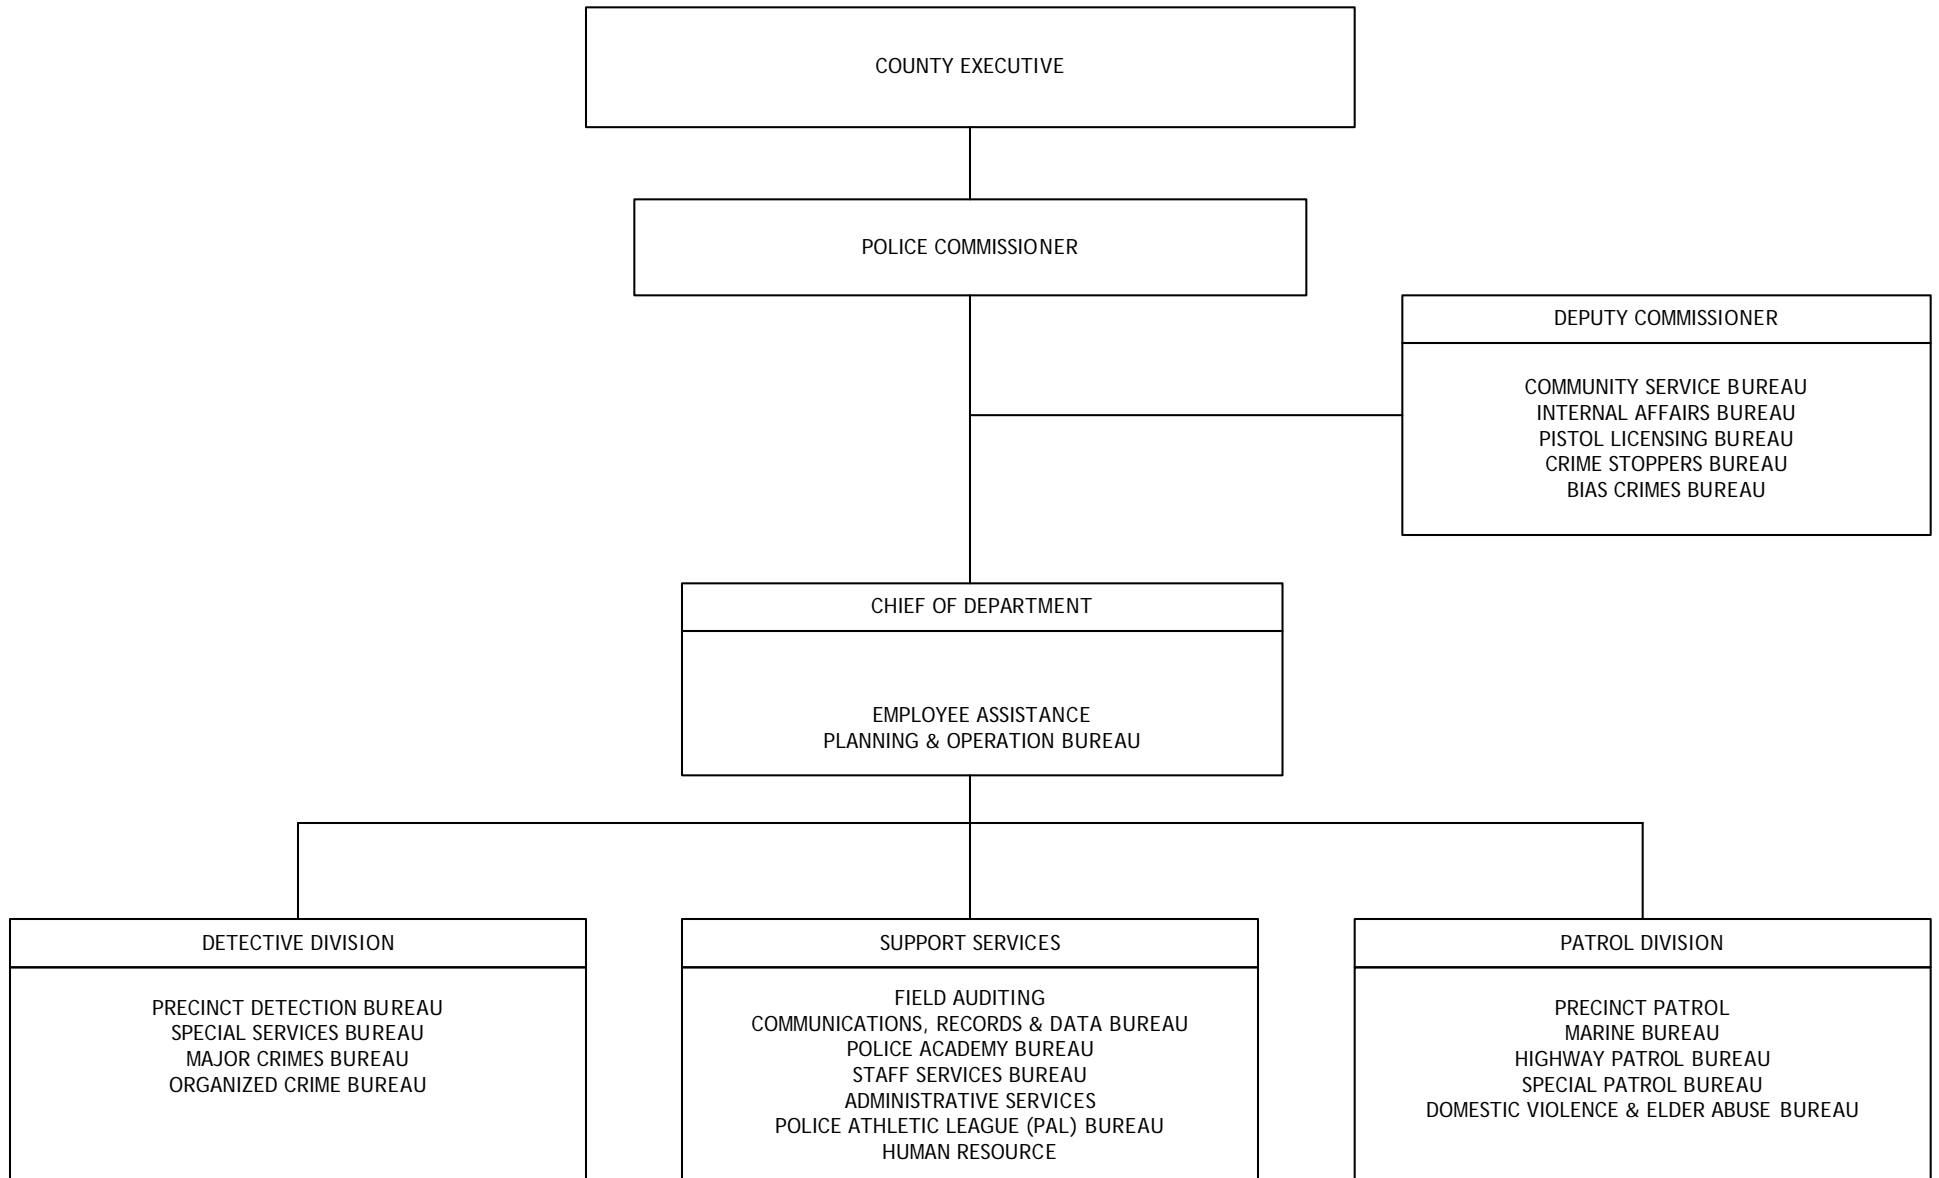 COUNTY EXECUTIVE
POLICE COMMISSIONER
DEPUTY COMMISSIONER
COMMUNITY SERVICE BUREAU
INTERNAL AFFAIRS BUREAU
PISTOL LICENSING BUREAU
CRIME STOPPERS BUREAU
BIAS CRIMES BUREAU
CHIEF OF DEPARTMENT
EMPLOYEE ASSISTANCE
PLANNING & OPERATION BUREAU
DETECTIVE DIVISION
PRECINCT DETECTION BUREAU
SPECIAL SERVICES BUREAU
MAJOR CRIMES BUREAU
ORGANIZED CRIME BUREAU
SUPPORT SERVICES
FIELD AUDITING
COMMUNICATIONS, RECORDS & DATA BUREAU
POLICE ACADEMY BUREAU
STAFF SERVICES BUREAU
ADMINISTRATIVE SERVICES
POLICE ATHLETIC LEAGUE (PAL) BUREAU
HUMAN RESOURCE
PATROL DIVISION
PRECINCT PATROL
MARINE BUREAU
HIGHWAY PATROL BUREAU
SPECIAL PATROL BUREAU
DOMESTIC VIOLENCE & ELDER ABUSE BUREAU